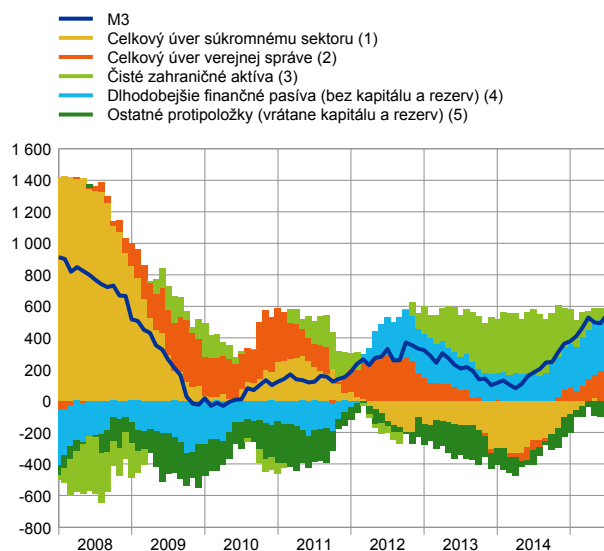 M3
Celkový úver súkromnému sektoru (1)
Celkový úver verejnej správe (2)
Čisté zahraničné aktíva (3)
Dlhodobejšie finančné pasíva (bez kapitálu a rezerv) (4)
Ostatné protipoložky (vrátane kapitálu a rezerv) (5)
1 600
1 400
1 200
1 000
800
600
400
200
0
-200
-400
-600
-800
2008 2009 2010 2011 2012 2013 2014